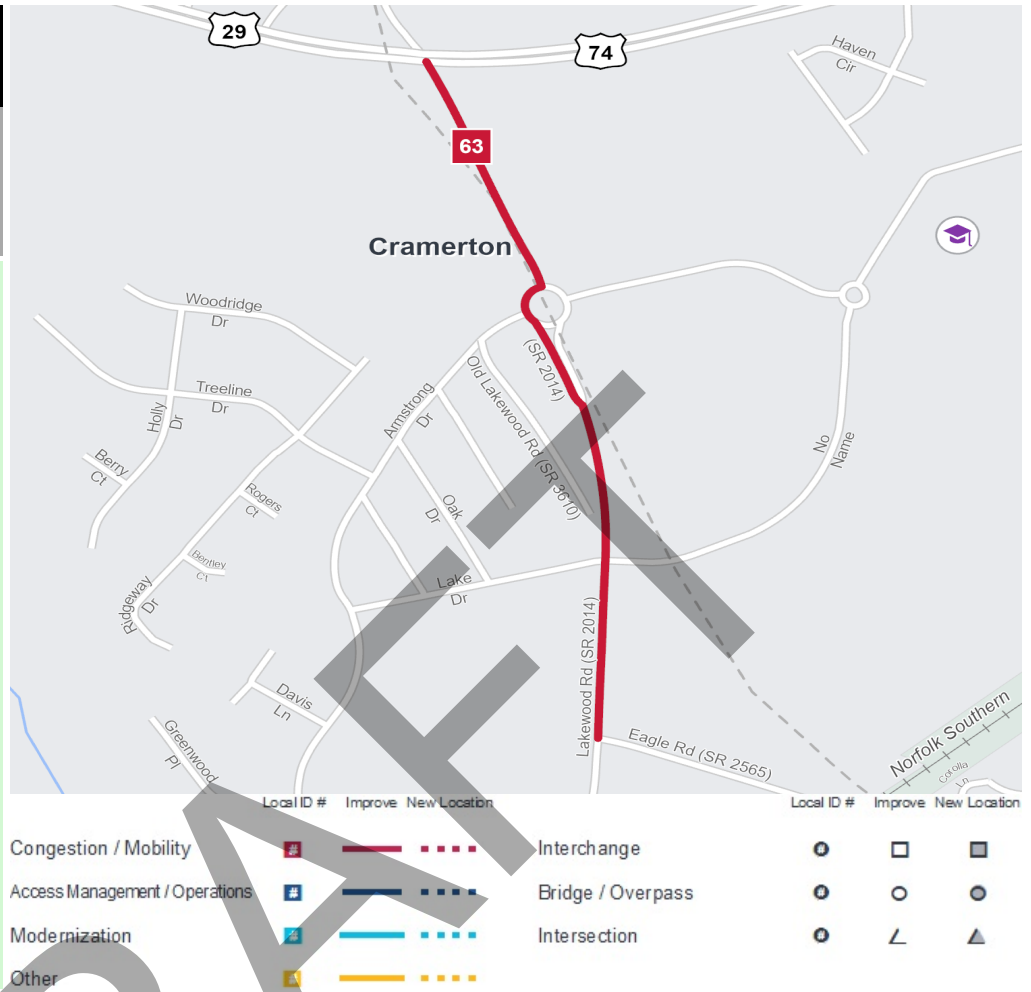 29
74
Haven
Cir
63
Cramerton
Woodridge
Dr
(SR 2014)
Old Lakewood Rd (SR 3610)
Treeline
Dr
Armstrong
Dr
Holly
Dr
No
Name
Berry
Ct
Rogers
Ct
Oak
Dr
Bentley
Ct
Lake
Dr
Ridgeway
Dr
Lakewood Rd (SR 2014)
Davis
Ln
Greenwood
Pl
Eagle Rd (SR 2565)
Norfolk Southern
Corolla
Ln
Local ID # Improve New Location Local ID # Improve New Location
Congestion / Mobility # Interchange #
Access Management / Operations # Bridge / Overpass #
Modernization # Intersection #
Other #
RAFT